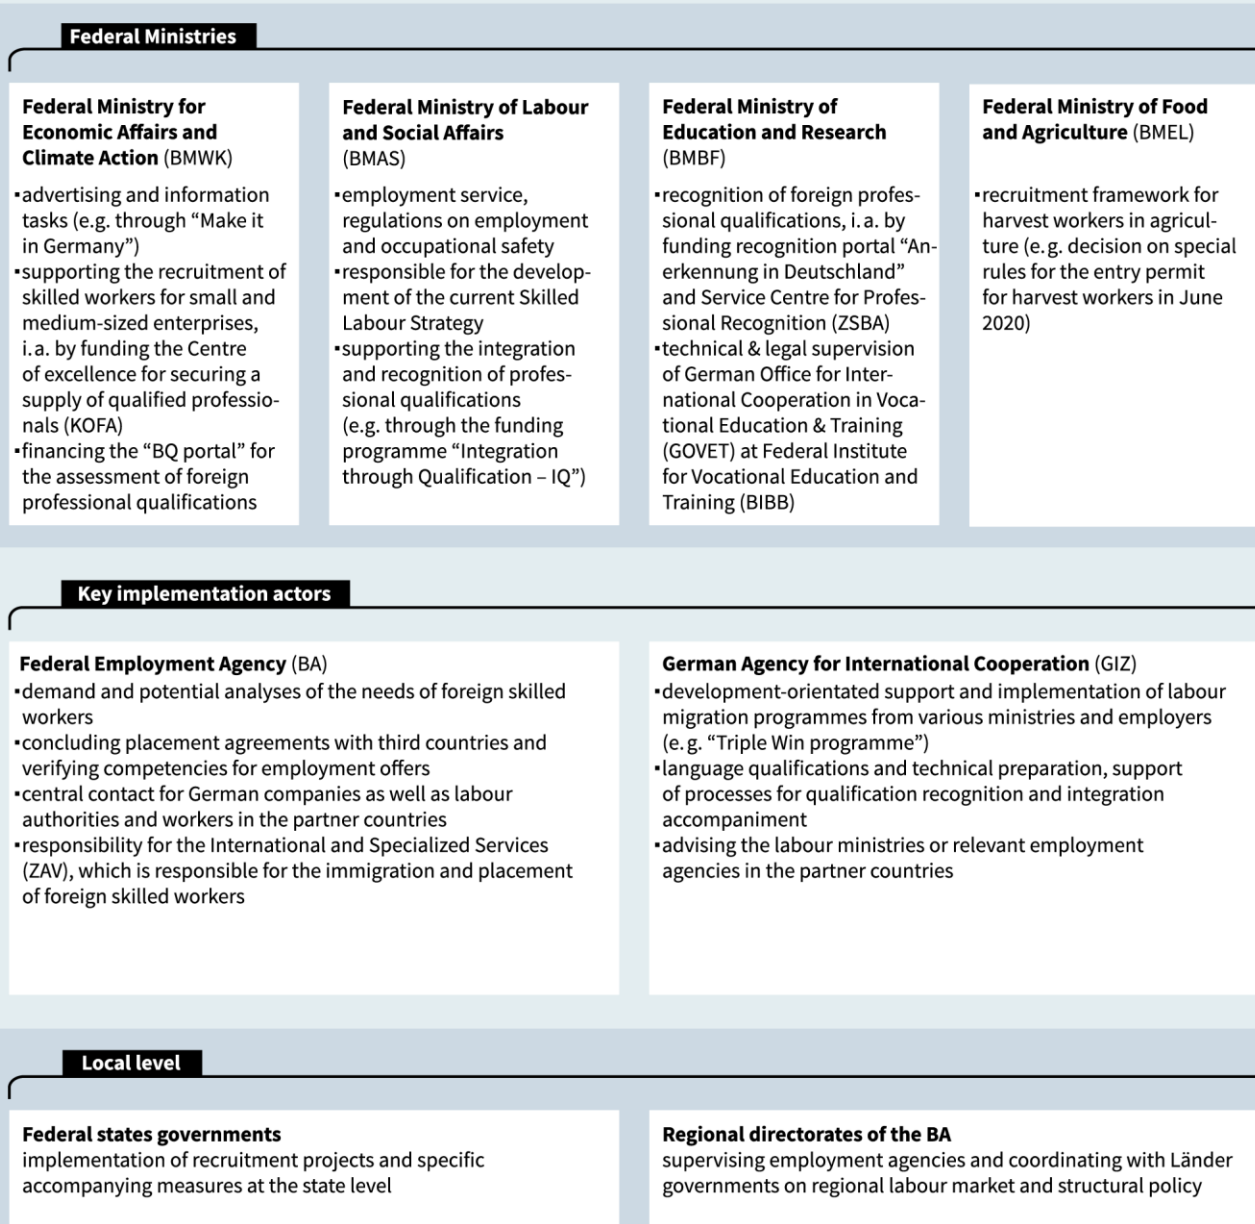 Federal Ministries
Federal Ministry for
Economic Affairs and
Climate Action (BMWK)
▪advertising and information
tasks (e.g. through “Make it
in Germany”)
▪supporting the recruitment of
skilled workers for small and
medium-sized enterprises,
i.a. by funding the Centre
of excellence for securing a
supply of qualified professio-
nals (KOFA)
▪financing the “BQ portal” for
the assessment of foreign
professional qualifications
Federal Ministry of Labour
and Social Affairs
(BMAS)
▪employment service,
regulations on employment
and occupational safety
▪responsible for the develop-
ment of the current Skilled
Labour Strategy
▪supporting the integration
and recognition of profes-
sional qualifications
(e.g. through the funding
programme “Integration
through Qualification – IQ”)
Federal Ministry of
Education and Research
(BMBF)
▪recognition of foreign profes-
sional qualifications, i.a. by
funding recognition portal “An-
erkennung in Deutschland”
and Service Centre for Profes-
sional Recognition (ZSBA)
▪technical & legal supervision
of German Office for Inter-
national Cooperation in Voca-
tional Education & Training
(GOVET) at Federal Institute
for Vocational Education and
Training (BIBB)
Federal Ministry of Food
and Agriculture (BMEL)
▪recruitment framework for
harvest workers in agricul-
ture (e.g. decision on special
rules for the entry permit
for harvest workers in June
2020)
Key implementation actors
Federal Employment Agency (BA)
▪demand and potential analyses of the needs of foreign skilled
workers
▪concluding placement agreements with third countries and
verifying competencies for employment offers
▪central contact for German companies as well as labour
authorities and workers in the partner countries
▪responsibility for the International and Specialized Services
(ZAV), which is responsible for the immigration and placement
of foreign skilled workers
German Agency for International Cooperation (GIZ)
▪development-orientated support and implementation of labour
migration programmes from various ministries and employers
(e.g. “Triple Win programme”)
▪language qualifications and technical preparation, support
of processes for qualification recognition and integration
accompaniment
▪advising the labour ministries or relevant employment
agencies in the partner countries
Local level
Federal states governments
implementation of recruitment projects and specific
accompanying measures at the state level
Regional directorates of the BA
supervising employment agencies and coordinating with Länder
governments on regional labour market and structural policy